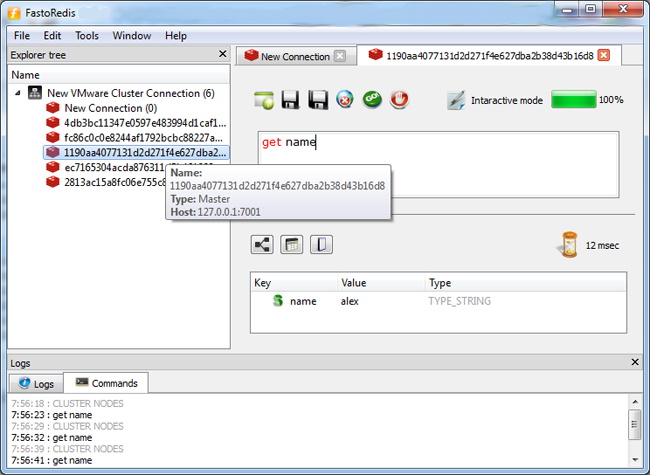 FastoRedis
File Edit Tools Window Help
Explorer tree
Name
New VMware Cluster Connection (6)
New Connection (0)
4db3bc11347e0597e483994d1caf1...
fc86c0c0e8244af1792bcbc88227a...
1190aa4077131d2d271f4e627dba2...
ec7165304acda876311
2813ac15a8fc06e755c8
Name:
1190aa4077131d2d271f4e627dba2b38d43b16d8
Type: Master
Host: 127.0.0.1:7001
New Connection
1190aa4077131d2d271f4e627dba2b38d43b16d8
GO!
Intaractive mode
100%
get name
12 msec
Key Value Type
S name alex TYPE_STRING
Logs
Logs Commands
7:56:18 : CLUSTER NODES
7:56:23 : get name
7:56:29 : CLUSTER NODES
7:56:32 : get name
7:56:39 : CLUSTER NODES
7:56:41 : get name